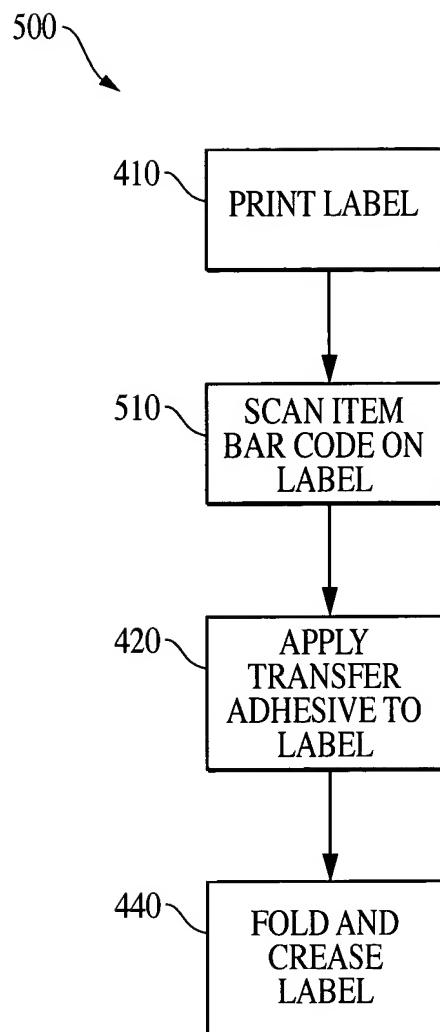 500
410
PRINT LABEL
510
SCAN ITEM
BAR CODE ON
LABEL
420
APPLY
TRANSFER
ADHESIVE TO
LABEL
440
FOLD AND
CREASE
LABEL